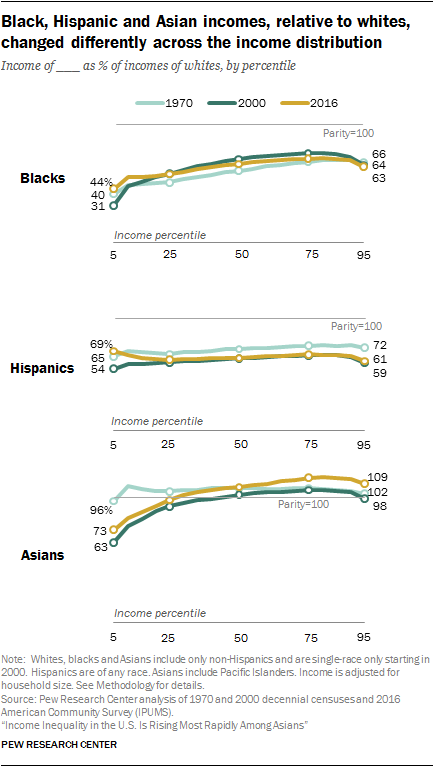 Black, Hispanic and Asian incomes, relative to whites,
changed differently across the income distribution
Income of ____ as % of incomes of whites, by percentile
1970 2000 2016
Parity=100
Blacks
44%
40
31
66
64
63
Income percentile
5 25 50 75 95
Parity=100
Hispanics
69%
65
54
72
61
59
Income percentile
5 25 50 75 95
Asians
96%
73
63
109
102
98
Parity=100
Income percentile
5 25 50 75 95
Note: Whites, blacks and Asians include only non-Hispanics and are single-race only starting in
2000. Hispanics are of any race. Asians include Pacific Islanders. Income is adjusted for
household size. See Methodology for details.
Source: Pew Research Center analysis of 1970 and 2000 decennial censuses and 2016
American Community Survey (IPUMS).
“Income Inequality in the U.S. Is Rising Most Rapidly Among Asians”
PEW RESEARCH CENTER